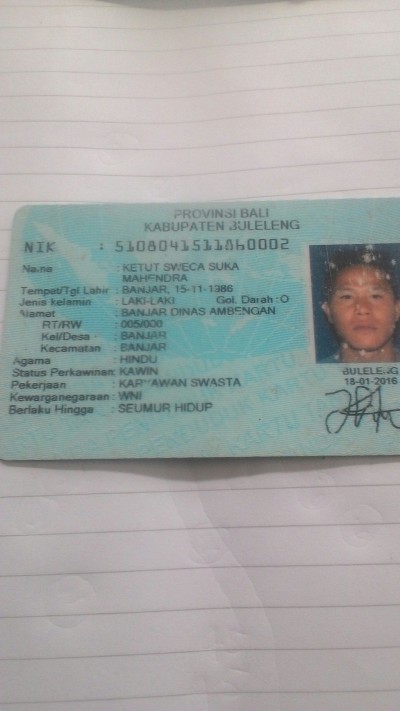 PROVINSI BALI
KABUPATEN BULELENG
NIK : 5108041511860002
Nama : KETUT SWECA SUKA
MAHENDRA
Tempat/Tgl Lahir : BANJAR, 15-11-1986
Jenis kelamin : LAKI-LAKI Gol. Darah : O
Alamat : BANJAR DINAS AMBENGAN
RT/RW : 005/000
Kel/Desa : BANJAR
Kecamatan : BANJAR
Agama : HINDU
Status Perkawinan: KAWIN
Pekerjaan : KARYAWAN SWASTA
Kewarganegaraan : WNI
Berlaku Hingga : SEUMUR HIDUP
BULELENG
18-01-2016